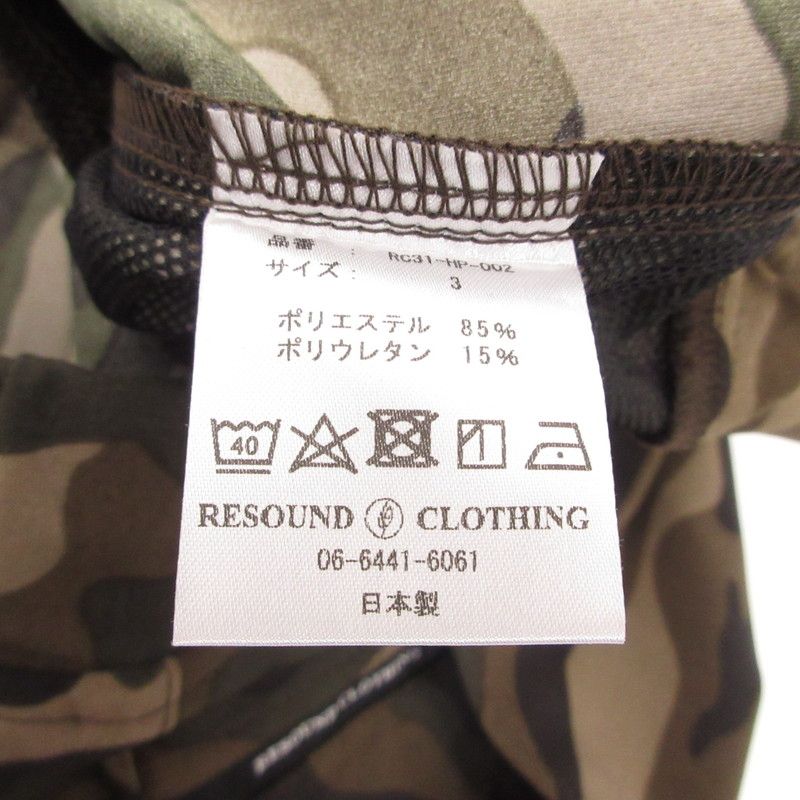 品番 : RC31-HP-002
サイズ: 3
ポリエステル 85%
ポリウレタン 15%
40
RESOUND CLOTHING
06-6441-6061
日本製